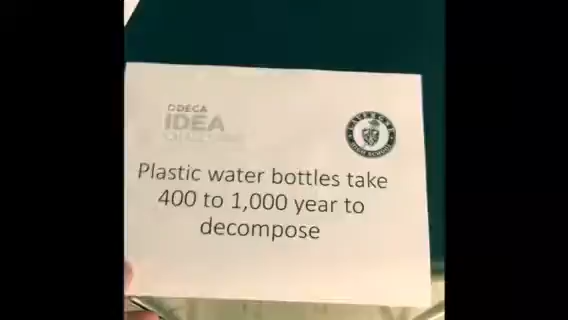 DECA
IDEA
Plastic water bottles take
400 to 1,000 year to
decompose